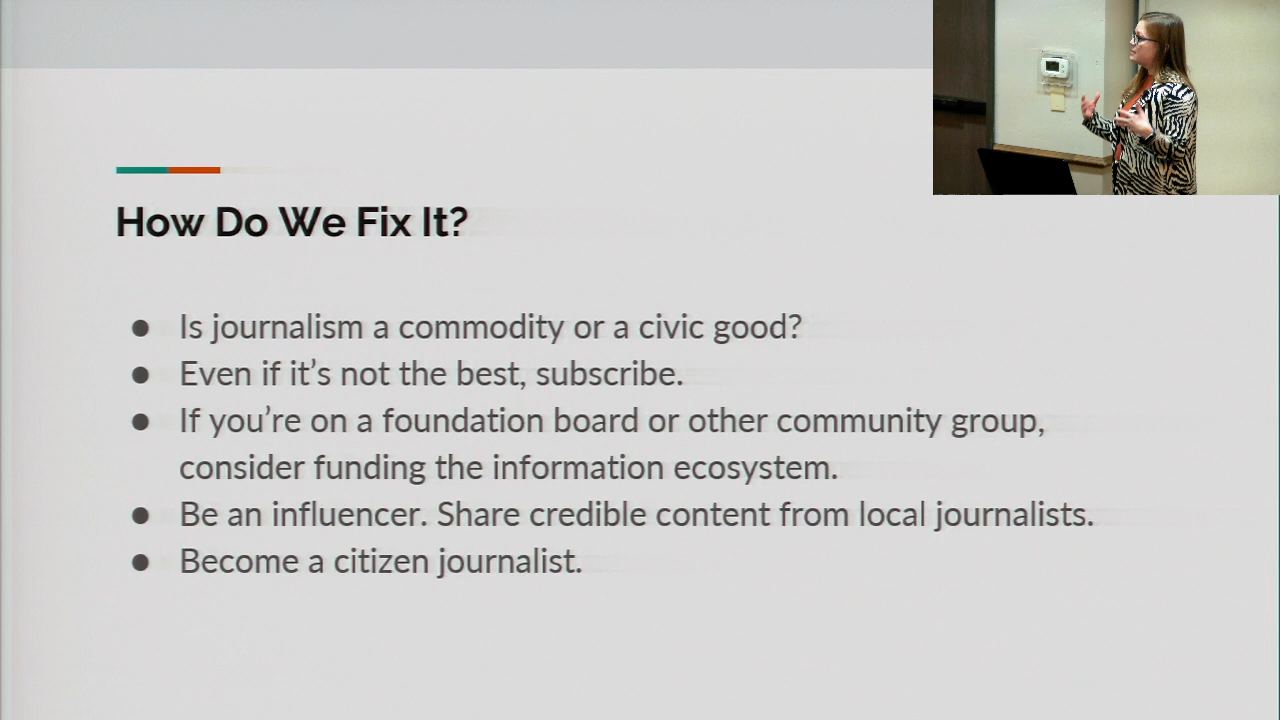 How Do We Fix It?
● Is journalism a commodity or a civic good?
● Even if it’s not the best, subscribe.
● If you’re on a foundation board or other community group,
consider funding the information ecosystem.
● Be an influencer. Share credible content from local journalists.
● Become a citizen journalist.